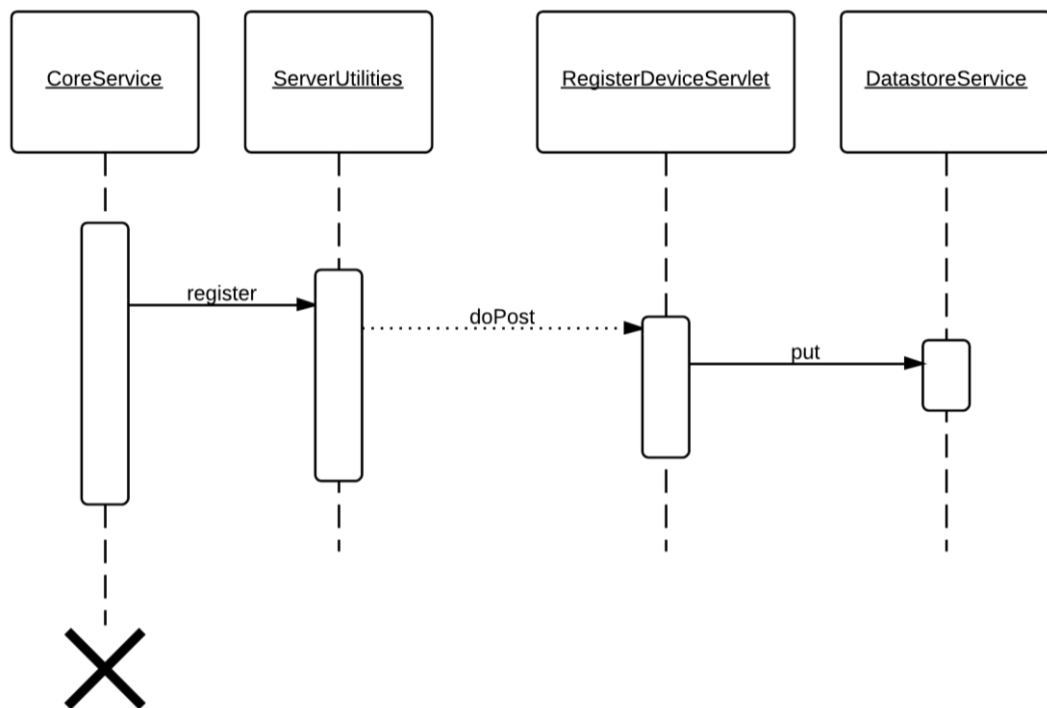 CoreService
ServerUtilities
RegisterDeviceServlet
DatastoreService
register
doPost
put